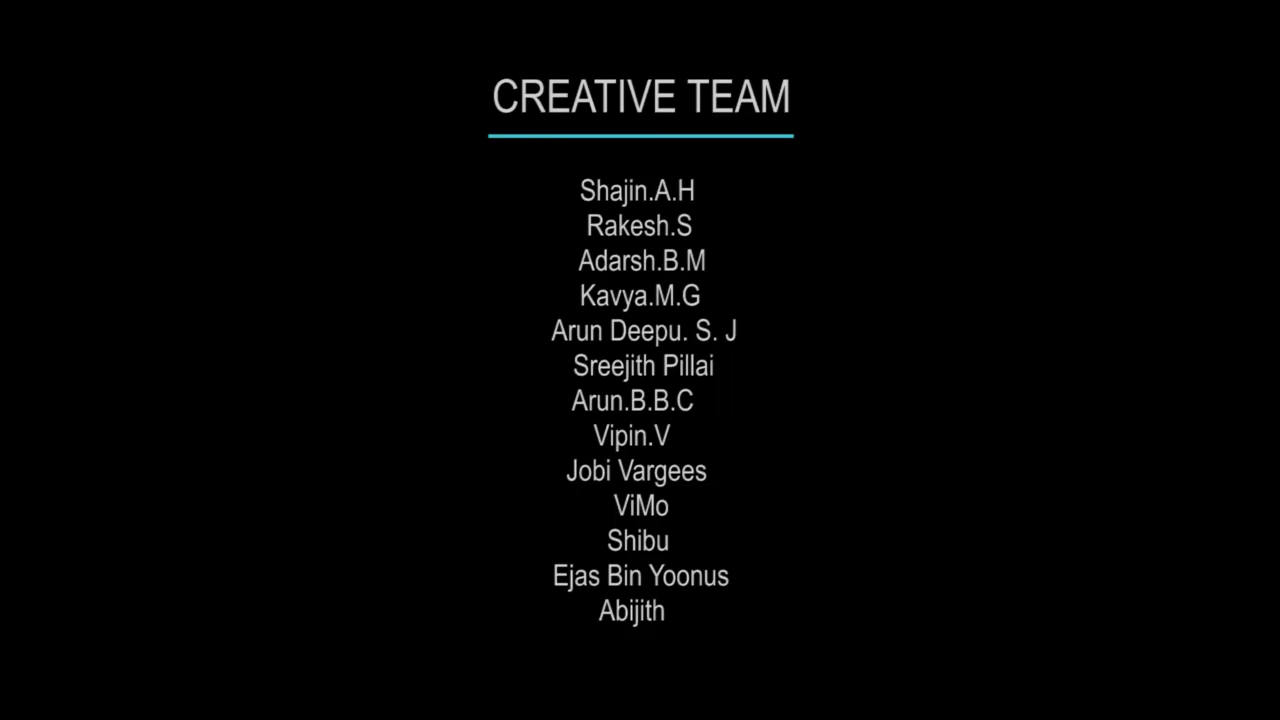 CREATIVE TEAM
Shajin.A.H
Rakesh.S
Adarsh.B.M
Kavya.M.G
Arun Deepu. S. J
Sreejith Pillai
Arun.B.B.C
Vipin.V
Jobi Vargees
ViMo
Shibu
Ejas Bin Yoonus
Abijith